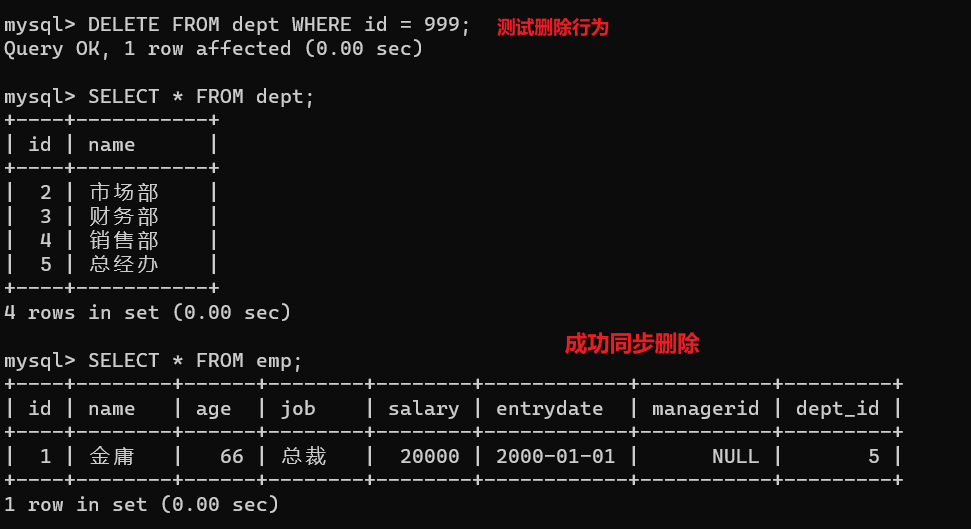 mysql> DELETE FROM dept WHERE id = 999; 测试删除行为
Query OK, 1 row affected (0.00 sec)
mysql> SELECT * FROM dept;
+----+-----------+
| id | name      |
+----+-----------+
|  2 | 市场部    |
|  3 | 财务部    |
|  4 | 销售部    |
|  5 | 总经办    |
+----+-----------+
4 rows in set (0.00 sec)
成功同步删除
mysql> SELECT * FROM emp;
+----+--------+------+--------+--------+------------+-----------+---------+
| id | name   | age  | job    | salary | entrydate  | managerid | dept_id |
+----+--------+------+--------+--------+------------+-----------+---------+
|  1 | 金庸   |   66 | 总裁   |  20000 | 2000-01-01 |      NULL |       5 |
+----+--------+------+--------+--------+------------+-----------+---------+
1 row in set (0.00 sec)